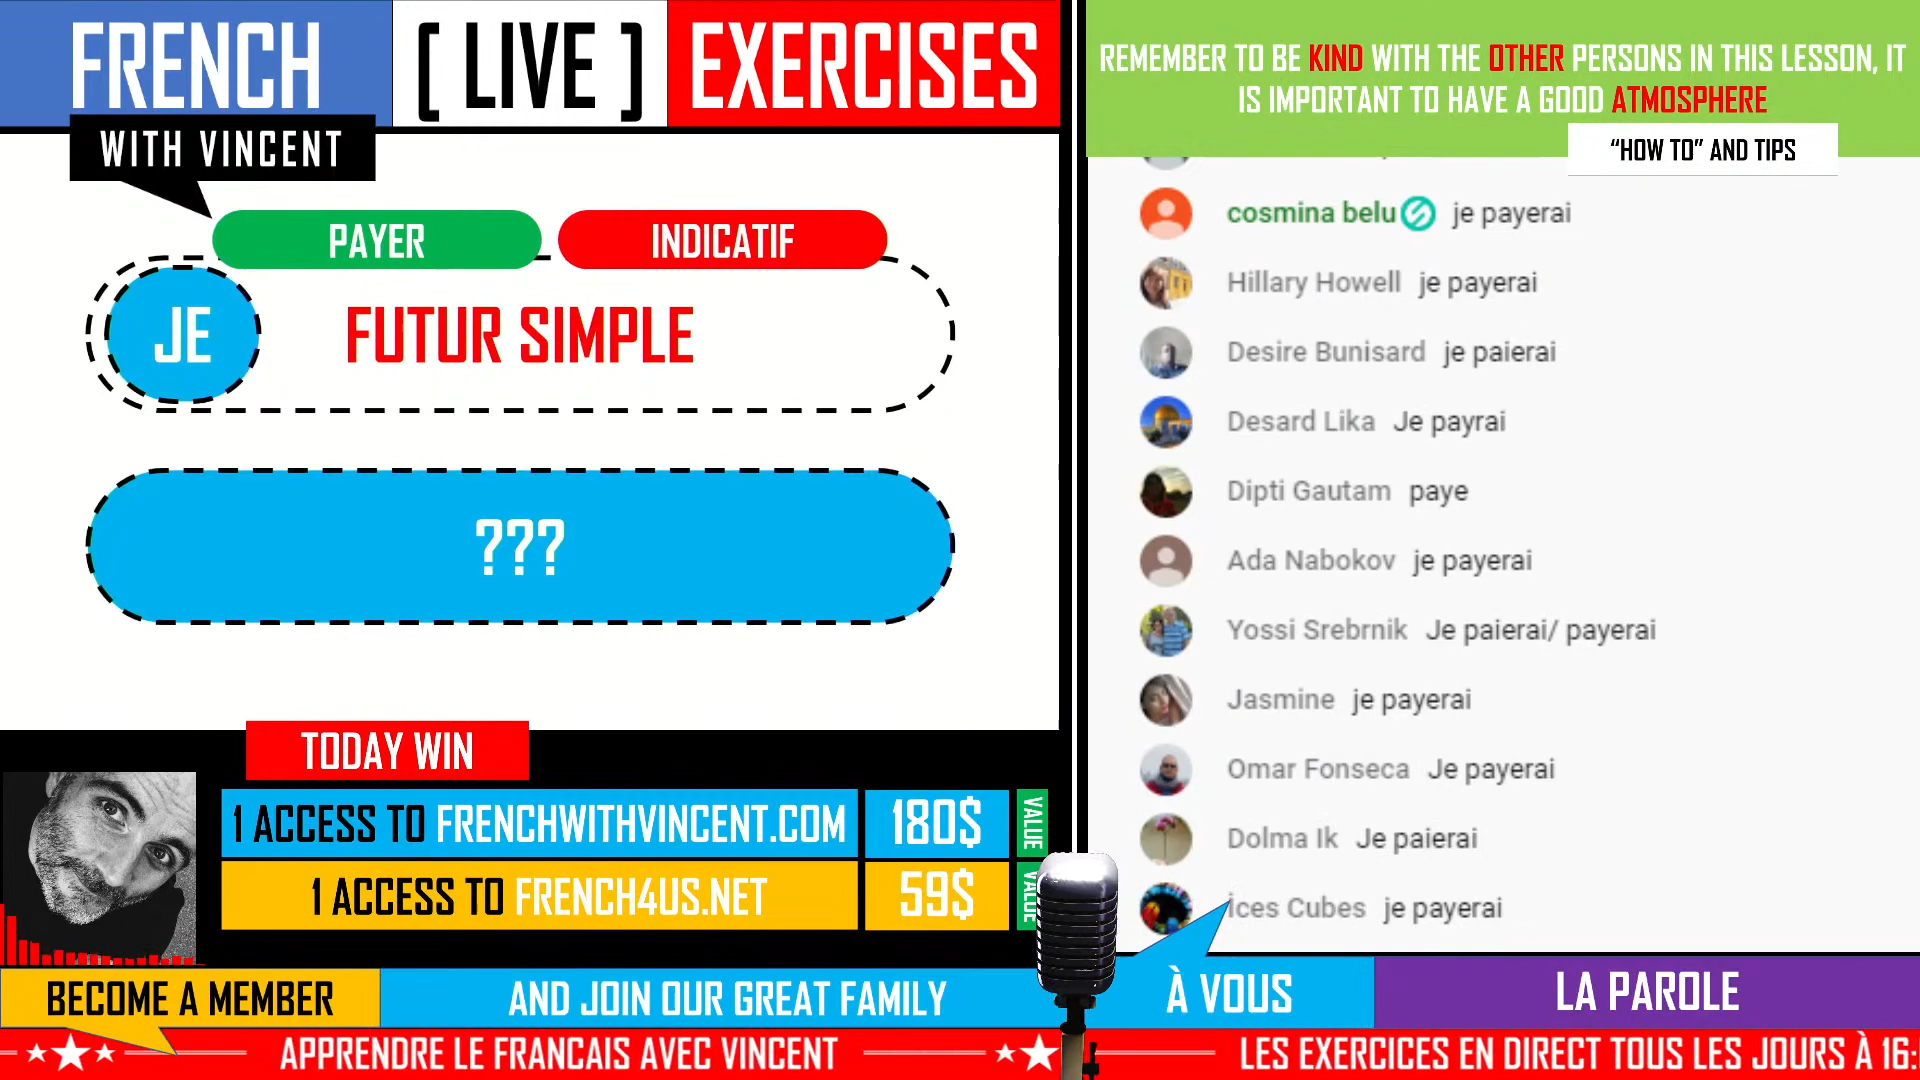 FRENCH [ LIVE ] EXERCISES
WITH VINCENT
PAYER INDICATIF
JE FUTUR SIMPLE
???
TODAY WIN
1 ACCESS TO FRENCHWITHVINCENT.COM 180$ VALUE
1 ACCESS TO FRENCH4US.NET 59$ VALUE
BECOME A MEMBER AND JOIN OUR GREAT FAMILY
REMEMBER TO BE KIND WITH THE OTHER PERSONS IN THIS LESSON, IT
IS IMPORTANT TO HAVE A GOOD ATMOSPHERE
“HOW TO” AND TIPS
cosmina belu je payerai
Hillary Howell je payerai
Desire Bunisard je paierai
Desard Lika Je payrai
Dipti Gautam paye
Ada Nabokov je payerai
Yossi Srebrnik Je paierai/ payerai
Jasmine je payerai
Omar Fonseca Je payerai
Dolma Ik Je paierai
Ices Cubes je payerai
À VOUS LA PAROLE
APPRENDRE LE FRANCAIS AVEC VINCENT LES EXERCICES EN DIRECT TOUS LES JOURS À 16: